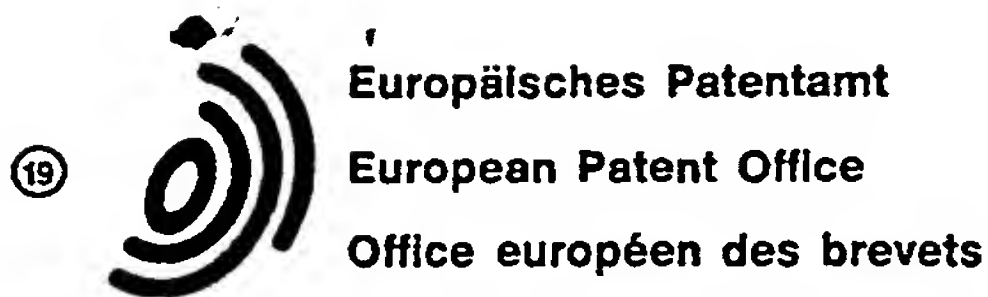 ⑲
Europäisches Patentamt
European Patent Office
Office européen des brevets